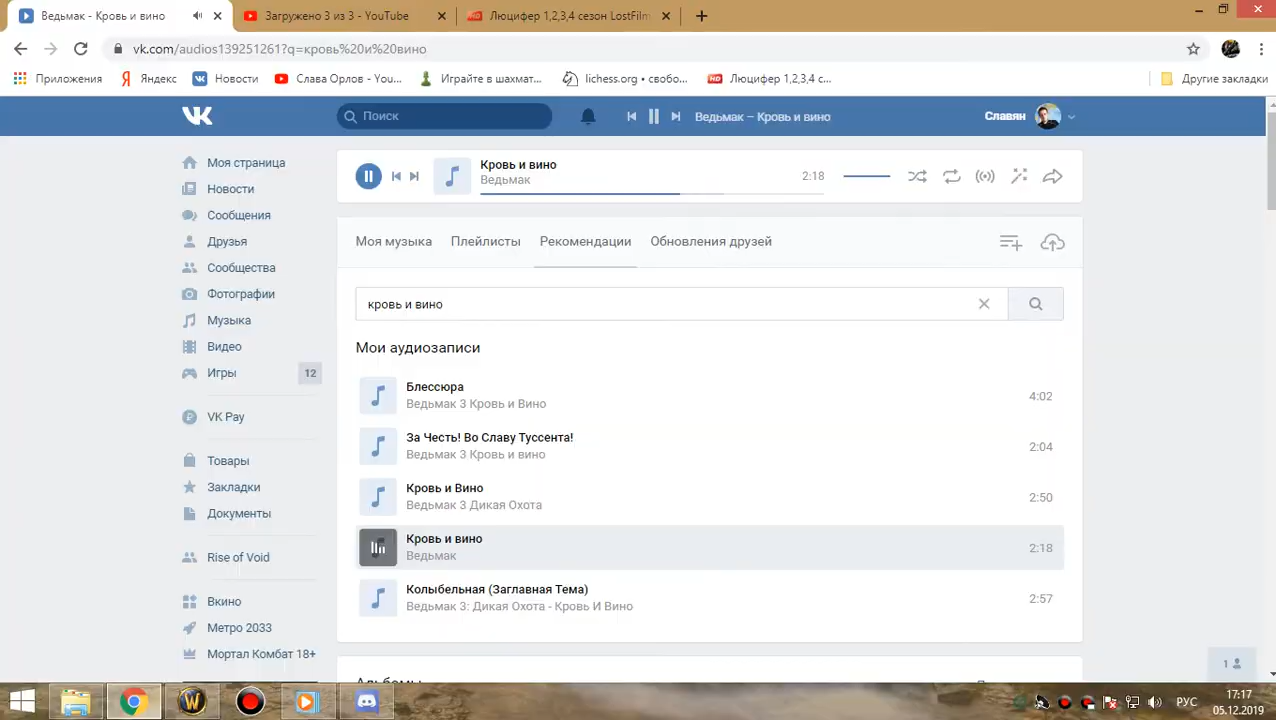 Ведьмак - Кровь и вино
Загружено 3 из 3 - YouTube
HD Люцифер 1,2,3,4 сезон LostFilm
vk.com/audios139251261?q=кровь%20и%20вино
Приложения
Яндекс
Новости
Слава Орлов - You...
Играйте в шахмат...
lichess.org • свобо...
HD Люцифер 1,2,3,4 с...
Другие закладки
Поиск
Ведьмак – Кровь и вино
Славян
Моя страница
Новости
Сообщения
Друзья
Сообщества
Фотографии
Музыка
Видео
Игры
12
VK Pay
Товары
Закладки
Документы
Rise of Void
Вкино
Метро 2033
Мортал Комбат 18+
Кровь и вино
Ведьмак
2:18
Моя музыка
Плейлисты
Рекомендации
Обновления друзей
кровь и вино
Мои аудиозаписи
Блессюра
Ведьмак 3 Кровь и Вино
4:02
За Честь! Во Славу Туссента!
Ведьмак 3 Кровь и вино
2:04
Кровь и Вино
Ведьмак 3 Дикая Охота
2:50
Кровь и вино
Ведьмак
2:18
Колыбельная (Заглавная Тема)
Ведьмак 3: Дикая Охота - Кровь И Вино
2:57
Альбомы
1
РУС
17:17
05.12.2019